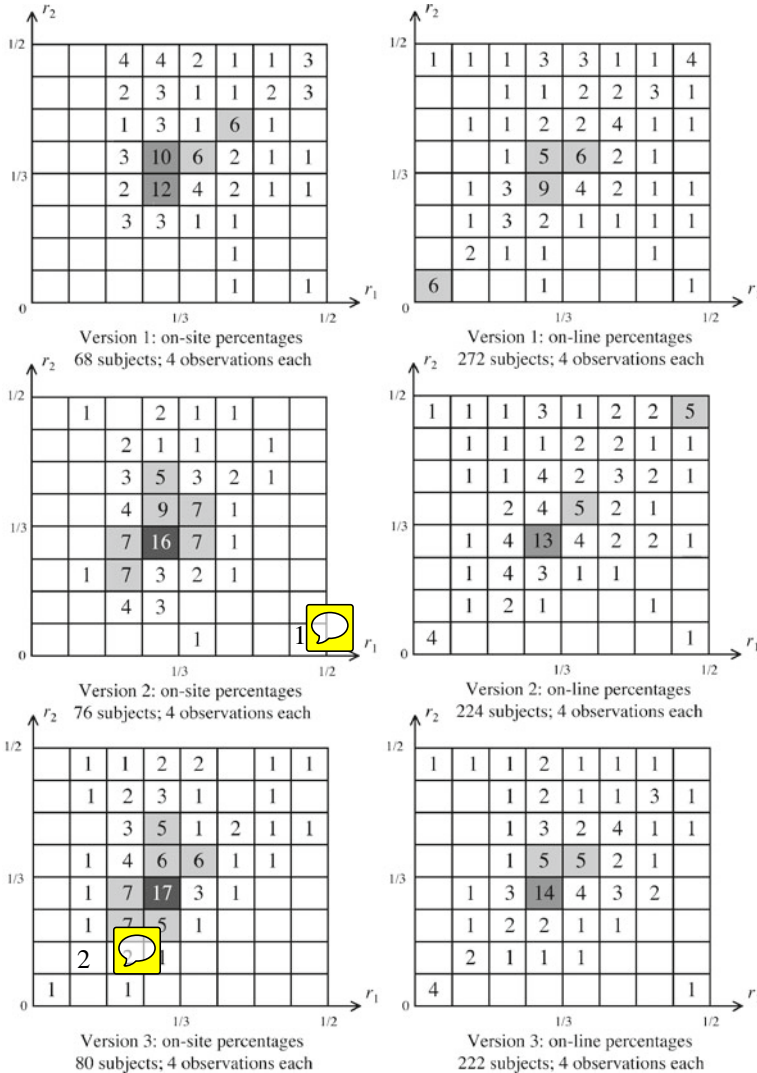 r2
1/2
4 4 2 1 1 3
2 3 1 1 2 3
1 3 1 6 1
3 10 6 2 1 1
1/3
2 12 4 2 1 1
3 3 1 1
1
1 1
0
r1
1/3 1/2
Version 1: on-site percentages
68 subjects; 4 observations each
r2
1/2
1 1 1 3 3 1 1 4
1 1 2 2 3 1
1 1 2 2 4 1 1
1 5 6 2 1
1/3
1 3 9 4 2 1 1
1 3 2 1 1 1 1
2 1 1 1
6 1 1
0
r1
1/3 1/2
Version 1: on-line percentages
272 subjects; 4 observations each
r2
1/2
1 2 1 1
2 1 1 1
3 5 3 2 1
4 9 7 1
1/3
7 16 7 1
1 7 3 2 1
4 3
1 1
0
r1
1/3 1/2
Version 2: on-site percentages
76 subjects; 4 observations each
r2
1/2
1 1 1 3 1 2 2 5
1 1 1 2 2 1 1
1 1 4 2 3 2 1
2 4 5 2 1
1/3
1 4 13 4 2 2 1
1 4 3 1 1
1 2 1 1
4 1
0
r1
1/3 1/2
Version 2: on-line percentages
224 subjects; 4 observations each
r2
1/2
1 1 2 2 1 1
1 2 3 1 1
3 5 1 2 1 1
1 4 6 6 1 1
1/3
1 7 17 3 1
1 7 5 1
2 1
1 1
0
r1
1/3 1/2
Version 3: on-site percentages
80 subjects; 4 observations each
r2
1/2
1 1 1 2 1 1 1
1 2 1 1 3 1
1 3 2 4 1 1
1 5 5 2 1
1/3
1 3 14 4 3 2
1 2 2 1 1
2 1 1 1
4 1
0
r
1/3 1/2
Version 3: on-line percentages
222 subjects; 4 observations each